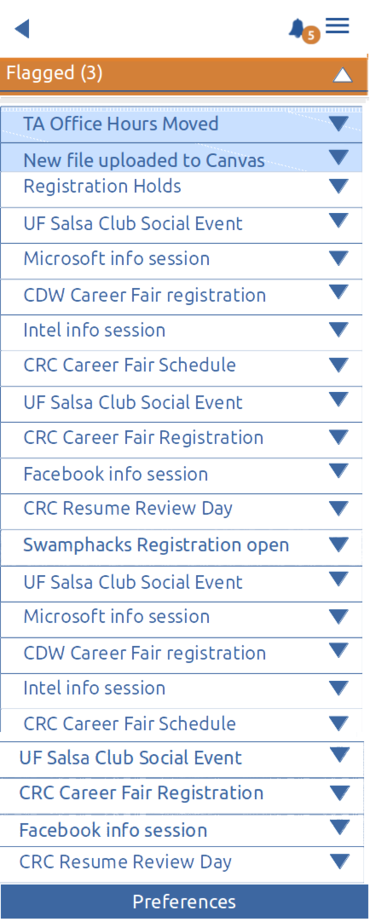 5
Flagged (3)
TA Office Hours Moved
New file uploaded to Canvas
Registration Holds
UF Salsa Club Social Event
Microsoft info session
CDW Career Fair registration
Intel info session
CRC Career Fair Schedule
UF Salsa Club Social Event
CRC Career Fair Registration
Facebook info session
CRC Resume Review Day
Swamphacks Registration open
UF Salsa Club Social Event
Microsoft info session
CDW Career Fair registration
Intel info session
CRC Career Fair Schedule
UF Salsa Club Social Event
CRC Career Fair Registration
Facebook info session
CRC Resume Review Day
Preferences